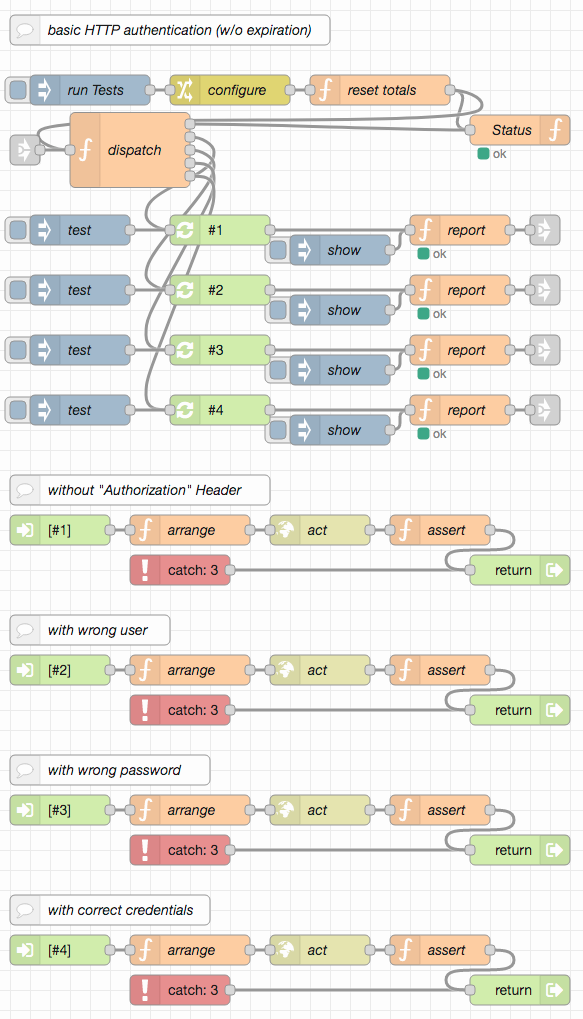 basic HTTP authentication (w/o expiration)
run Tests
configure
reset totals
Status
ok
dispatch
test
#1
show
report
ok
test
#2
show
report
ok
test
#3
show
report
ok
test
#4
show
report
ok
without "Authorization" Header
[#1]
arrange
act
assert
catch: 3
return
with wrong user
[#2]
arrange
act
assert
catch: 3
return
with wrong password
[#3]
arrange
act
assert
catch: 3
return
with correct credentials
[#4]
arrange
act
assert
catch: 3
return